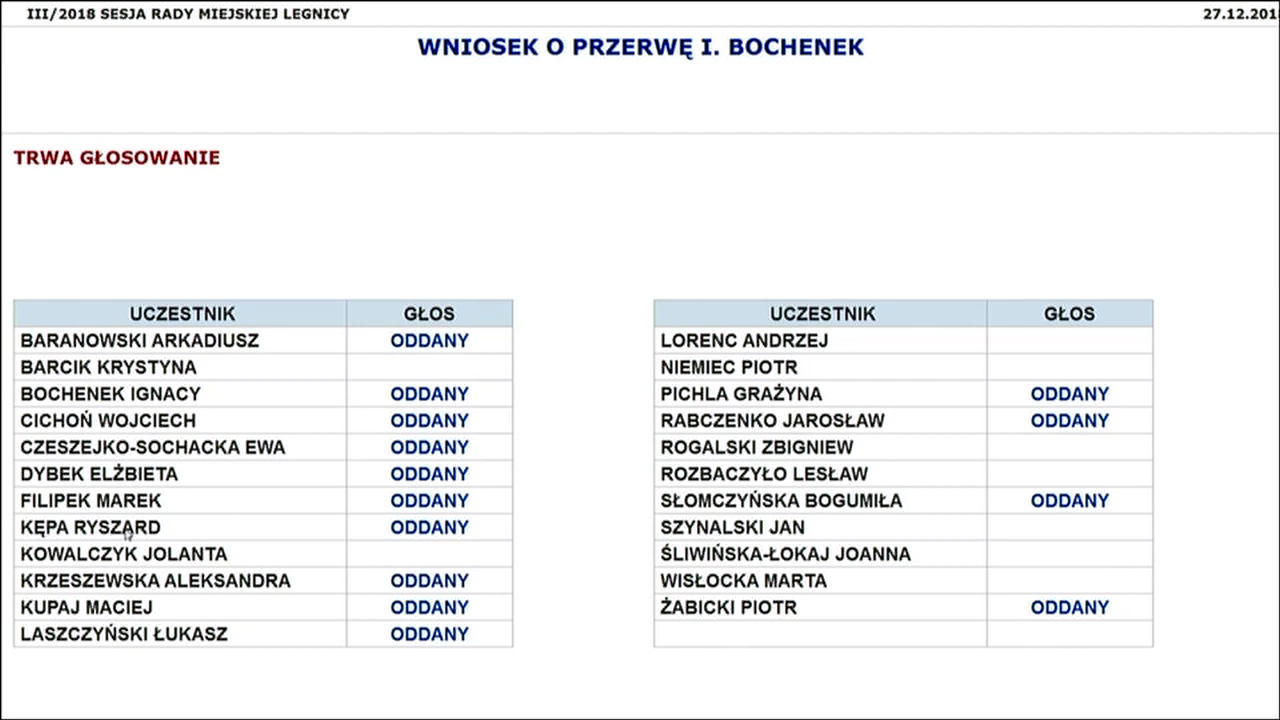 III/2018 SESJA RADY MIEJSKIEJ LEGNICY 27.12.201
WNIOSEK O PRZERWĘ I. BOCHENEK
TRWA GŁOSOWANIE
UCZESTNIK GŁOS
BARANOWSKI ARKADIUSZ ODDANY
BARCIK KRYSTYNA
BOCHENEK IGNACY ODDANY
CICHOŃ WOJCIECH ODDANY
CZESZEJKO-SOCHACKA EWA ODDANY
DYBEK ELŻBIETA ODDANY
FILIPEK MAREK ODDANY
KĘPA RYSZARD ODDANY
KOWALCZYK JOLANTA
KRZESZEWSKA ALEKSANDRA ODDANY
KUPAJ MACIEJ ODDANY
LASZCZYŃSKI ŁUKASZ ODDANY
UCZESTNIK GŁOS
LORENC ANDRZEJ
NIEMIEC PIOTR
PICHLA GRAŻYNA ODDANY
RABCZENKO JAROSŁAW ODDANY
ROGALSKI ZBIGNIEW
ROZBACZYŁO LESŁAW
SŁOMCZYŃSKA BOGUMIŁA ODDANY
SZYNALSKI JAN
ŚLIWIŃSKA-ŁOKAJ JOANNA
WISŁOCKA MARTA
ŻABICKI PIOTR ODDANY